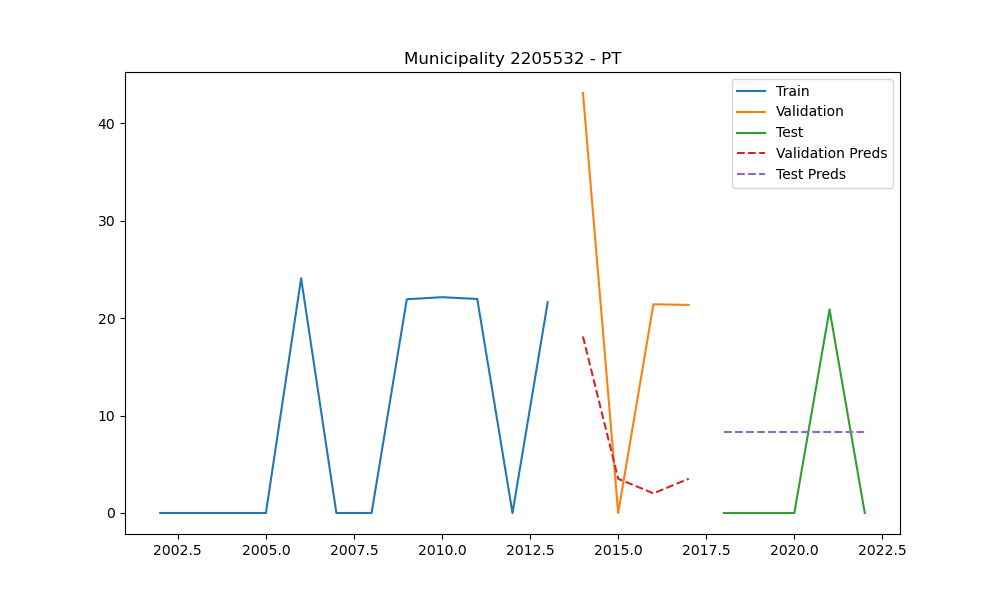 Municipality 2205532 - PT
Train
Validation
Test
Validation Preds
Test Preds
40
30
20
10
0
2002.5 2005.0 2007.5 2010.0 2012.5 2015.0 2017.5 2020.0 2022.5